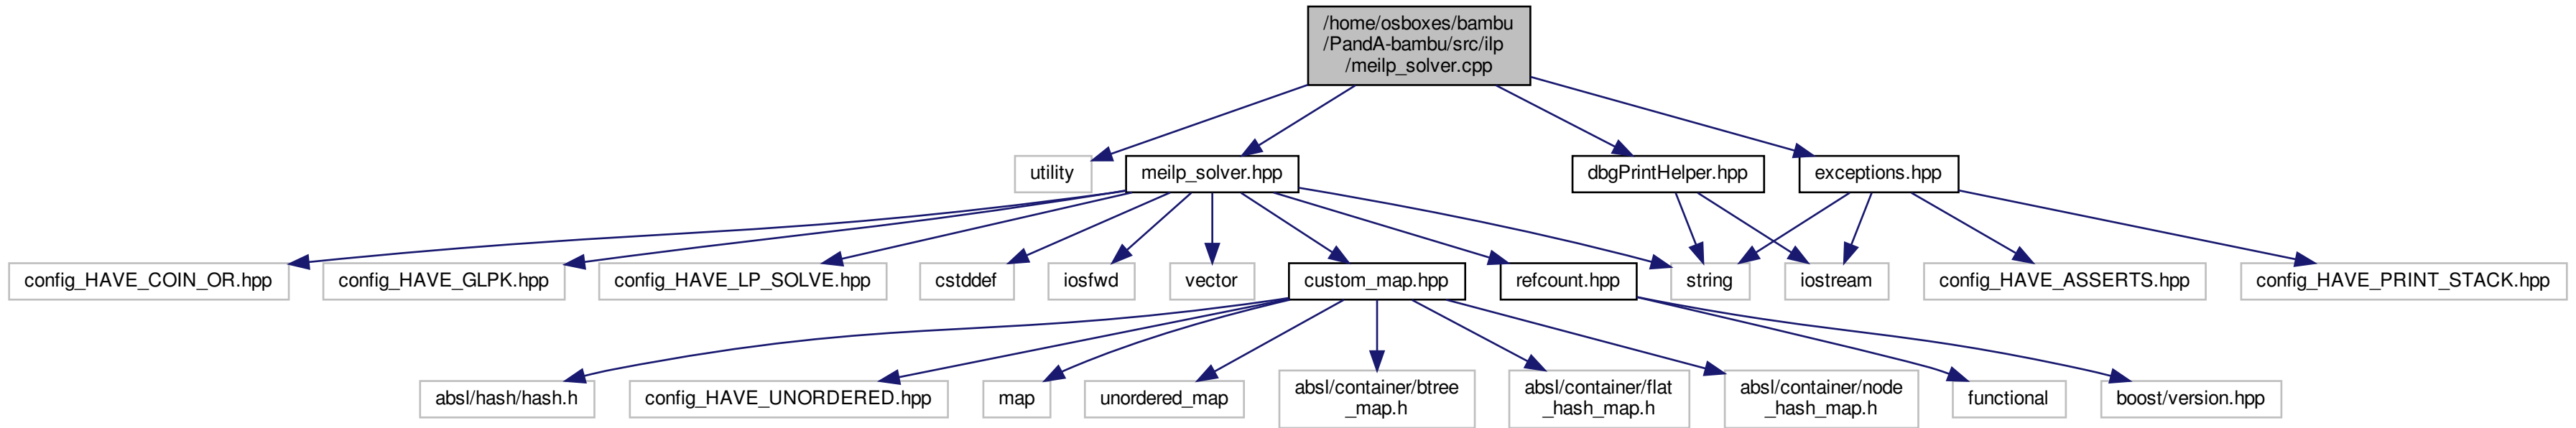 /home/osboxes/bambu
/PandA-bambu/src/ilp
/meilp_solver.cpp
utility
meilp_solver.hpp
dbgPrintHelper.hpp
exceptions.hpp
config_HAVE_COIN_OR.hpp
config_HAVE_GLPK.hpp
config_HAVE_LP_SOLVE.hpp
cstddef
iosfwd
vector
custom_map.hpp
refcount.hpp
string
iostream
config_HAVE_ASSERTS.hpp
config_HAVE_PRINT_STACK.hpp
absl/hash/hash.h
config_HAVE_UNORDERED.hpp
map
unordered_map
absl/container/btree
_map.h
absl/container/flat
_hash_map.h
absl/container/node
_hash_map.h
functional
boost/version.hpp